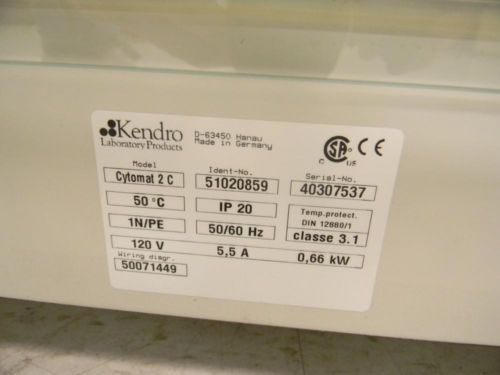 Kendro
Laboratory Products
D-63450 Hanau
Made in Germany
SA
C US
CE
Model
Cytomat 2 C
Ident-No.
51020859
Serial-No.
40307537
50 °C
IP 20
Temp.protect.
DIN 12880/1
classe 3.1
1N/PE
50/60 Hz
120 V
5,5 A
0,66 kW
Wiring diagr.
50071449